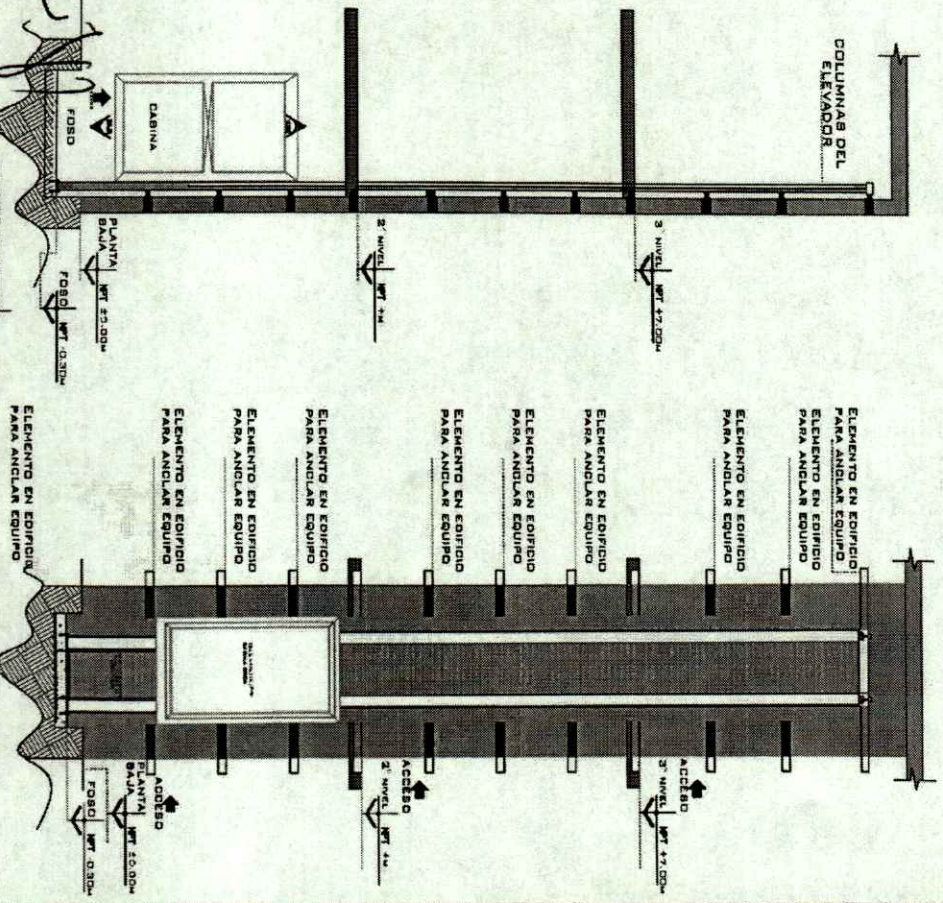 COLUMNAS DEL
ELEVADOR
3° NIVEL NPT +7.00M
2° NIVEL NPT +M
CABINA
FOSO
PLANTA
BAJA NPT ±0.00M
FOSO NPT -0.30M
ELEMENTO EN EDIFICIO
PARA ANCLAR EQUIPO
ELEMENTO EN EDIFICIO
PARA ANCLAR EQUIPO
ELEMENTO EN EDIFICIO
PARA ANCLAR EQUIPO
ELEMENTO EN EDIFICIO
PARA ANCLAR EQUIPO
ELEMENTO EN EDIFICIO
PARA ANCLAR EQUIPO
ELEMENTO EN EDIFICIO
PARA ANCLAR EQUIPO
ELEMENTO EN EDIFICIO
PARA ANCLAR EQUIPO
ELEMENTO EN EDIFICIO
PARA ANCLAR EQUIPO
ELEMENTO EN EDIFICIO
PARA ANCLAR EQUIPO
ELEMENTO EN EDIFICIO
PARA ANCLAR EQUIPO
ACCESO
3° NIVEL NPT +7.00M
ACCESO
2° NIVEL NPT +M
ACCESO
PLANTA
BAJA NPT ±0.00M
FOSO NPT -0.30M